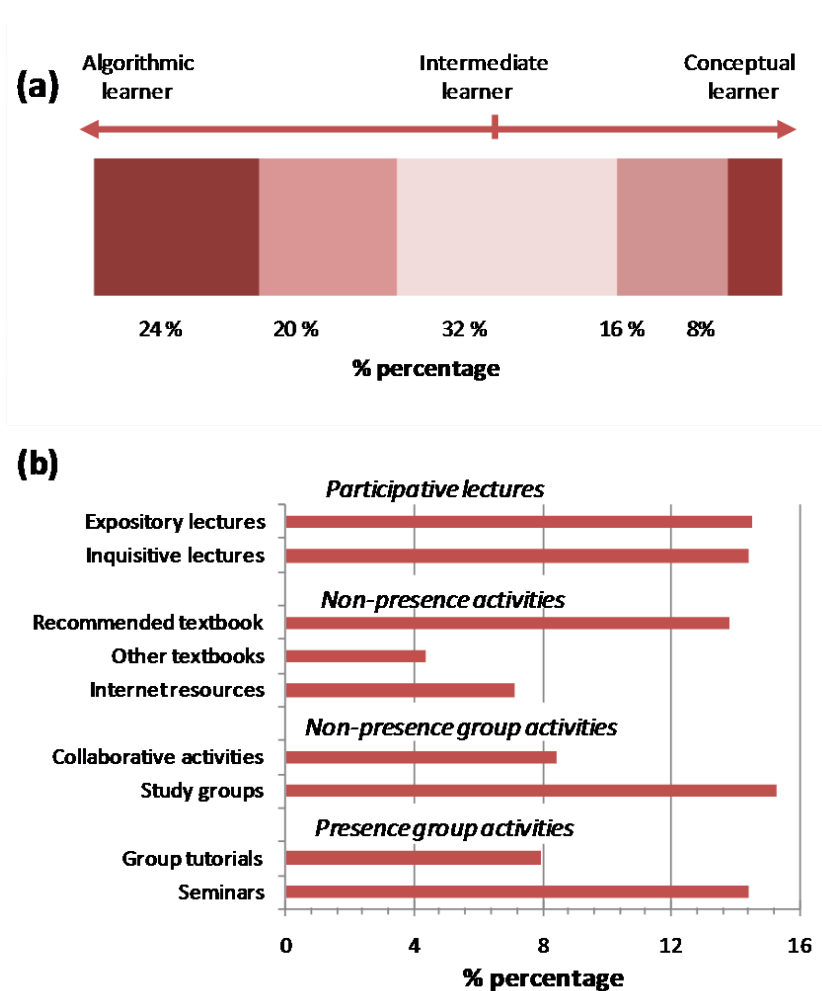 (a)
Algorithmic
learner
Intermediate
learner
Conceptual
learner
24 %
20 %
32 %
16 %
8%
% percentage
(b)
Participative lectures
Expository lectures
Inquisitive lectures
Non-presence activities
Recommended textbook
Other textbooks
Internet resources
Non-presence group activities
Collaborative activities
Study groups
Presence group activities
Group tutorials
Seminars
0 4 8 12 16
% percentage